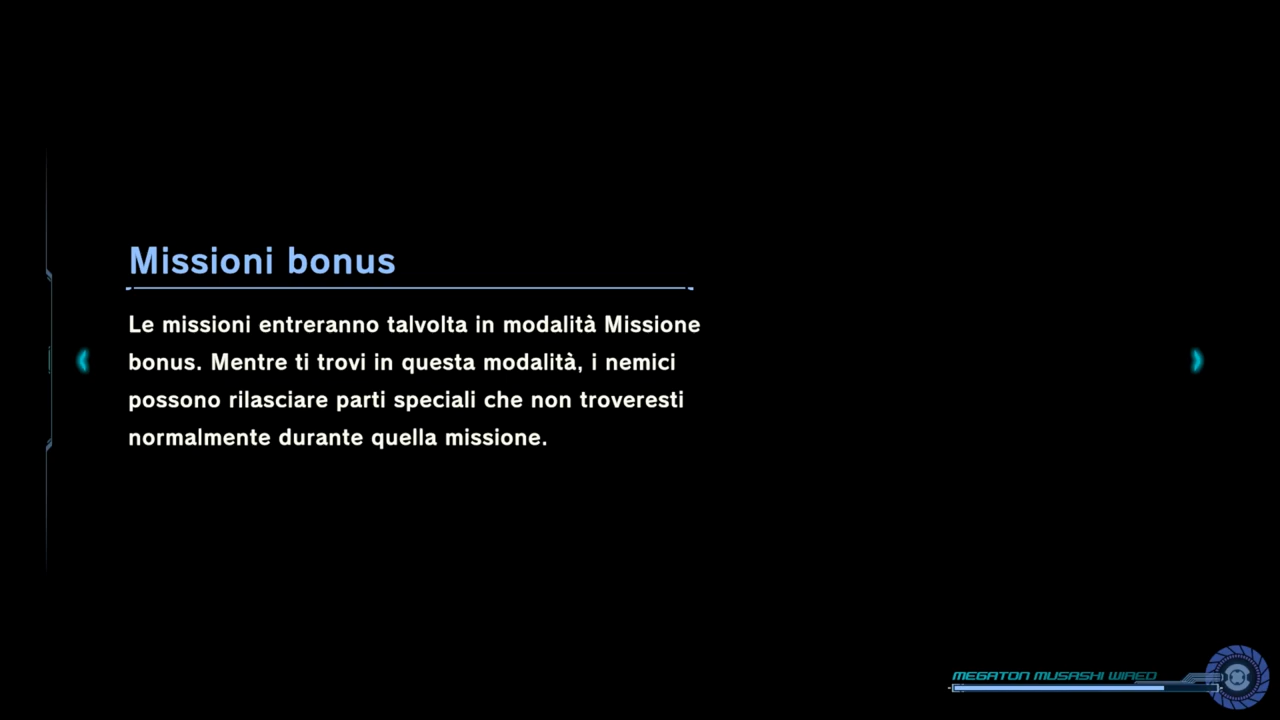 Missioni bonus
Le missioni entreranno talvolta in modalità Missione
bonus. Mentre ti trovi in questa modalità, i nemici
possono rilasciare parti speciali che non troveresti
normalmente durante quella missione.
MEGATON MUSASHI WIRED